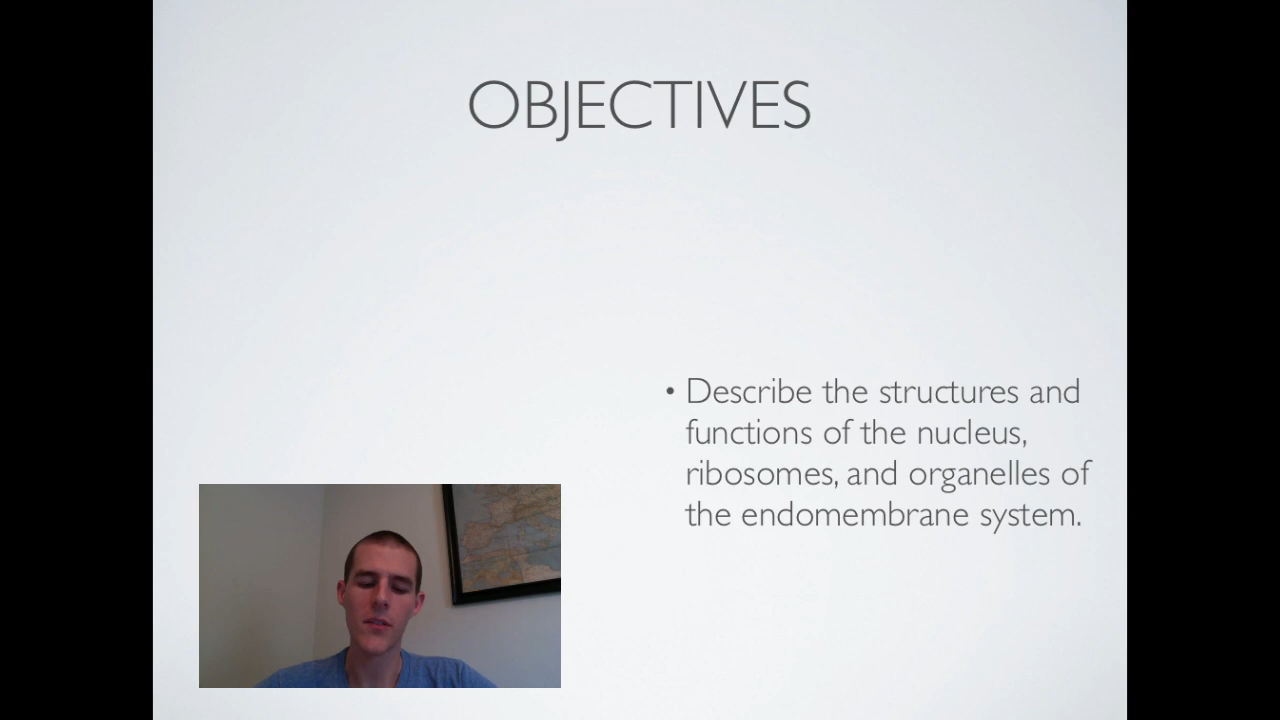 OBJECTIVES
• Describe the structures and
functions of the nucleus,
ribosomes, and organelles of
the endomembrane system.